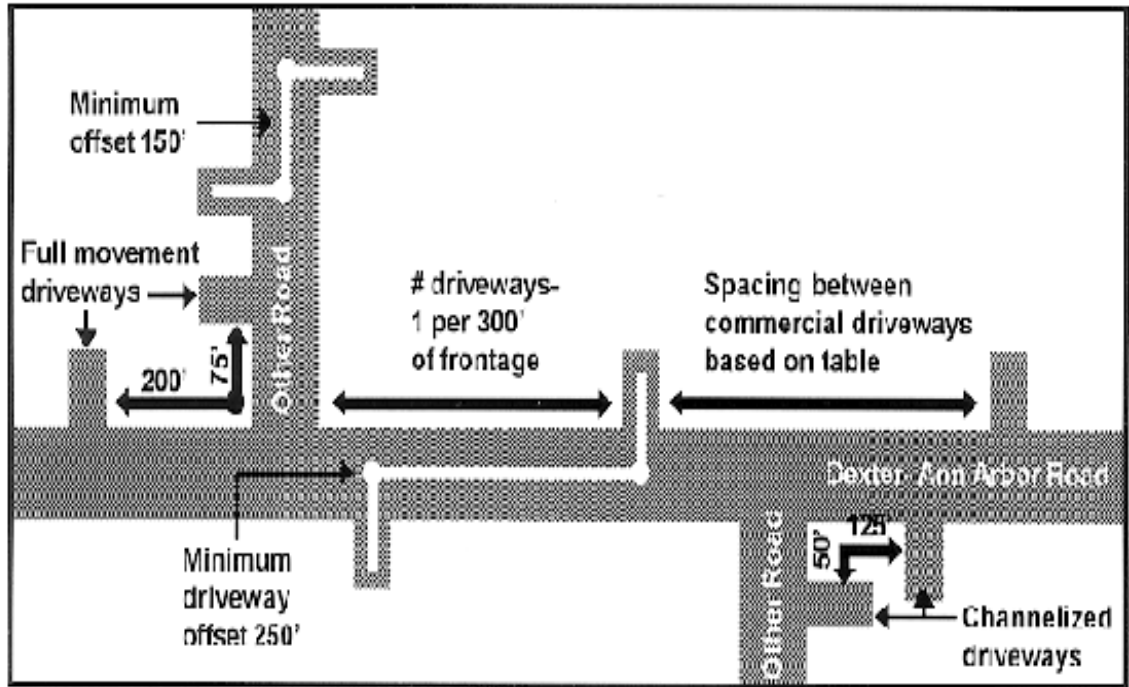 Minimum
offset 150'
Full movement
driveways
200'
75'
Other Road
# driveways-
1 per 300'
of frontage
Spacing between
commercial driveways
based on table
Dexter- Ann Arbor Road
Minimum
driveway
offset 250'
Other Road
50'
125'
Channelized
driveways